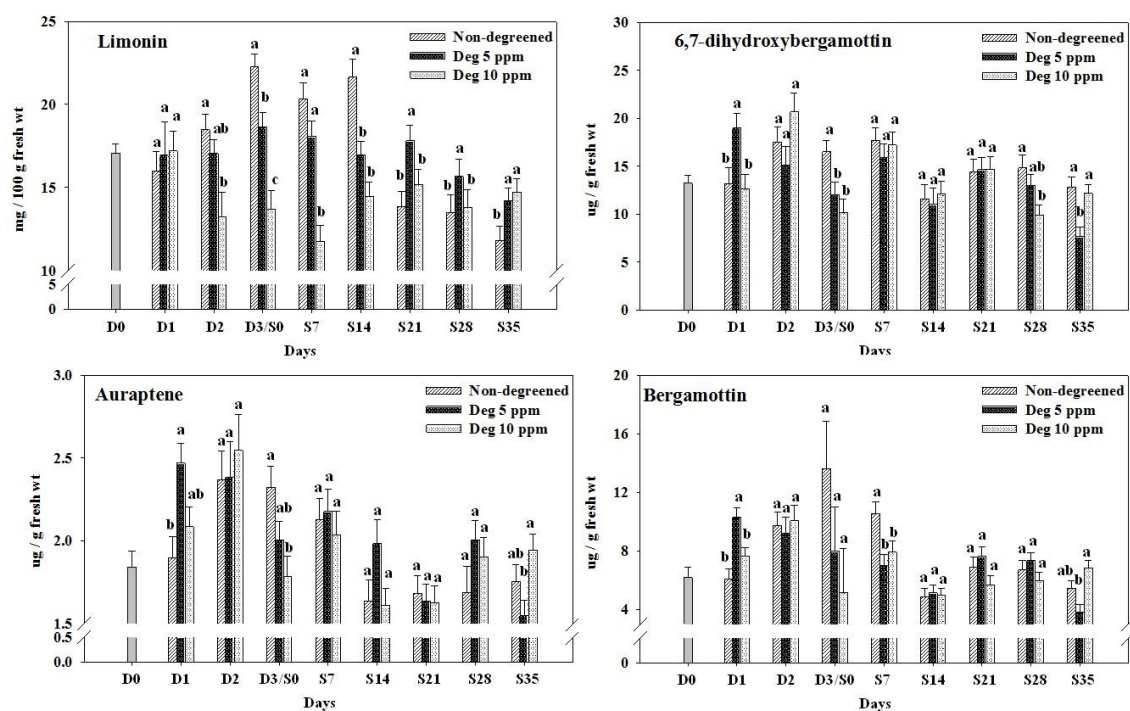 Limonin
Non-degreened
Deg 5 ppm
Deg 10 ppm
mg / 100 g fresh wt
25
20
15
10
5
0
a a a
a ab b
a b c
a a b
a b b
b a b
b a b
b a a
D0 D1 D2 D3/S0 S7 S14 S21 S28 S35
Days
6,7-dihydroxybergamottin
Non-degreened
Deg 5 ppm
Deg 10 ppm
ug / g fresh wt
30
25
20
15
10
5
0
b a b
a a a
a b b
a a a
a a a
a a a
a ab b
a b a
D0 D1 D2 D3/S0 S7 S14 S21 S28 S35
Days
Auraptene
Non-degreened
Deg 5 ppm
Deg 10 ppm
ug / g fresh wt
3.0
2.5
2.0
1.5
0.5
0.0
b a ab
a a a
a ab b
a a a
a a a
a a a
a a a
ab b a
D0 D1 D2 D3/S0 S7 S14 S21 S28 S35
Days
Bergamottin
Non-degreened
Deg 5 ppm
Deg 10 ppm
ug / g fresh wt
20
16
12
8
4
0
b a b
a a a
a a a
a b b
a a a
a a a
a a a
ab b a
D0 D1 D2 D3/S0 S7 S14 S21 S28 S35
Days